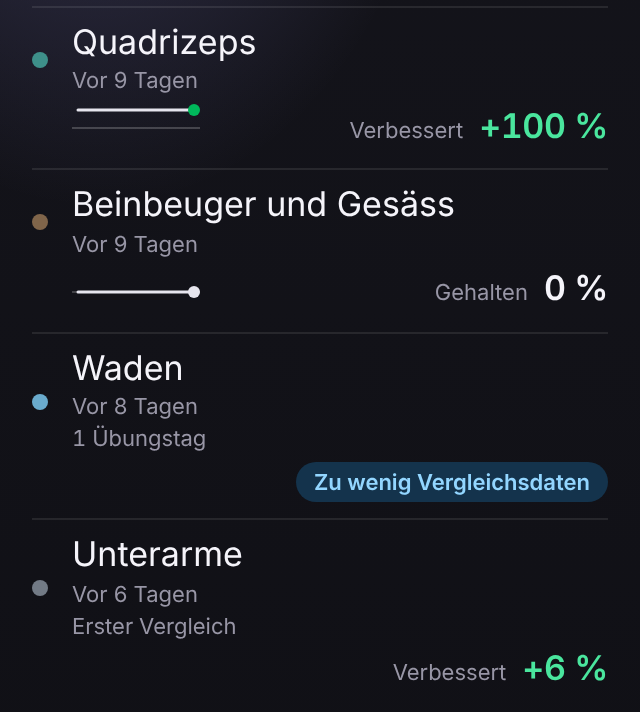 Quadrizeps
Vor 9 Tagen
Verbessert +100 %
Beinbeuger und Gesäss
Vor 9 Tagen
Gehalten 0 %
Waden
Vor 8 Tagen
1 Übungstag
Zu wenig Vergleichsdaten
Unterarme
Vor 6 Tagen
Erster Vergleich
Verbessert +6 %